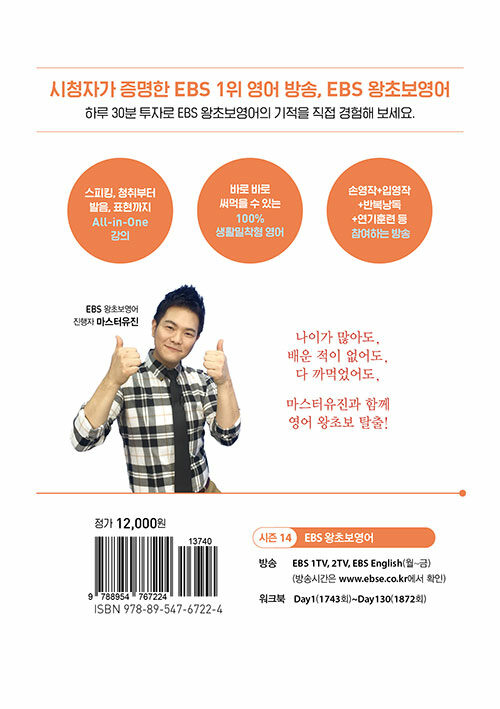 시청자가 증명한 EBS 1위 영어 방송, EBS 왕초보영어
하루 30분 투자로 EBS 왕초보영어의 기적을 직접 경험해 보세요.
스피킹, 청취부터
발음, 표현까지
All-in-One
강의
바로 바로
써먹을 수 있는
100%
생활밀착형 영어
손영작+입영작
+반복낭독
+연기훈련 등
참여하는 방송
EBS 왕초보영어
진행자 마스터유진
나이가 많아도,
배운 적이 없어도,
다 까먹었어도,
마스터유진과 함께
영어 왕초보 탈출!
정가 12,000원
13740
9 788954 767224
ISBN 978-89-547-6722-4
시즌 14 EBS 왕초보영어
방송 EBS 1TV, 2TV, EBS English(월~금)
(방송시간은 www.ebse.co.kr에서 확인)
워크북 Day1(1743회)~Day130(1872회)